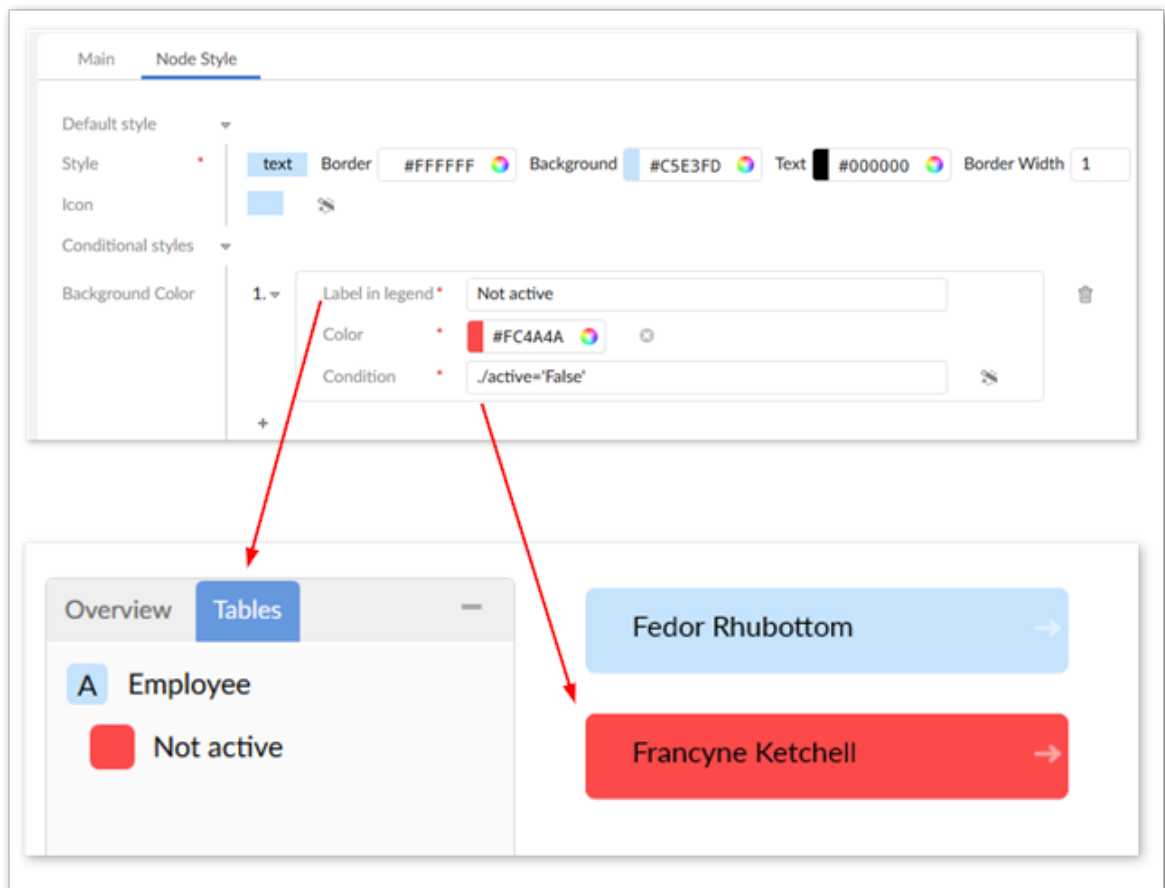 Main Node Style
Default style
Style * text Border #FFFFFF Background #C5E3FD Text #000000 Border Width 1
Icon
Conditional styles
Background Color 1. Label in legend * Not active
Color * #FC4A4A
Condition * ./active='False'
+
Overview Tables
A Employee
Not active
Fedor Rhubottom
Francyne Ketchell